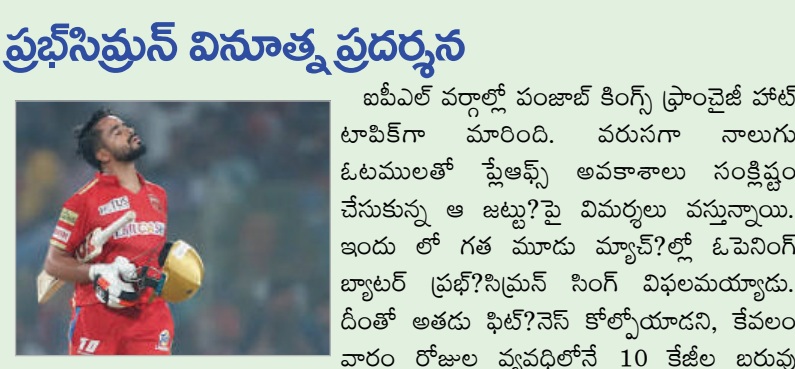 ప్రభ్‌సిమ్రన్ వినూత్న ప్రదర్శన
ఐపీఎల్ వర్గాల్లో పంజాబ్ కింగ్స్ ఫ్రాంచైజీ హాట్
టాపిక్‌గా మారింది. వరుసగా నాలుగు
ఓటములతో ప్లేఆఫ్స్ అవకాశాలు సంక్లిష్టం
చేసుకున్న ఆ జట్టు?పై విమర్శలు వస్తున్నాయి.
ఇందు లో గత మూడు మ్యాచ్?ల్లో ఓపెనింగ్
బ్యాటర్ ప్రభ్?సిమ్రన్ సింగ్ విఫలమయ్యాడు.
దీంతో అతడు ఫిట్?నెస్ కోల్పోయాడని, కేవలం
వారం రోజుల వ్యవధిలోనే 10 కేజీల బరువు
10